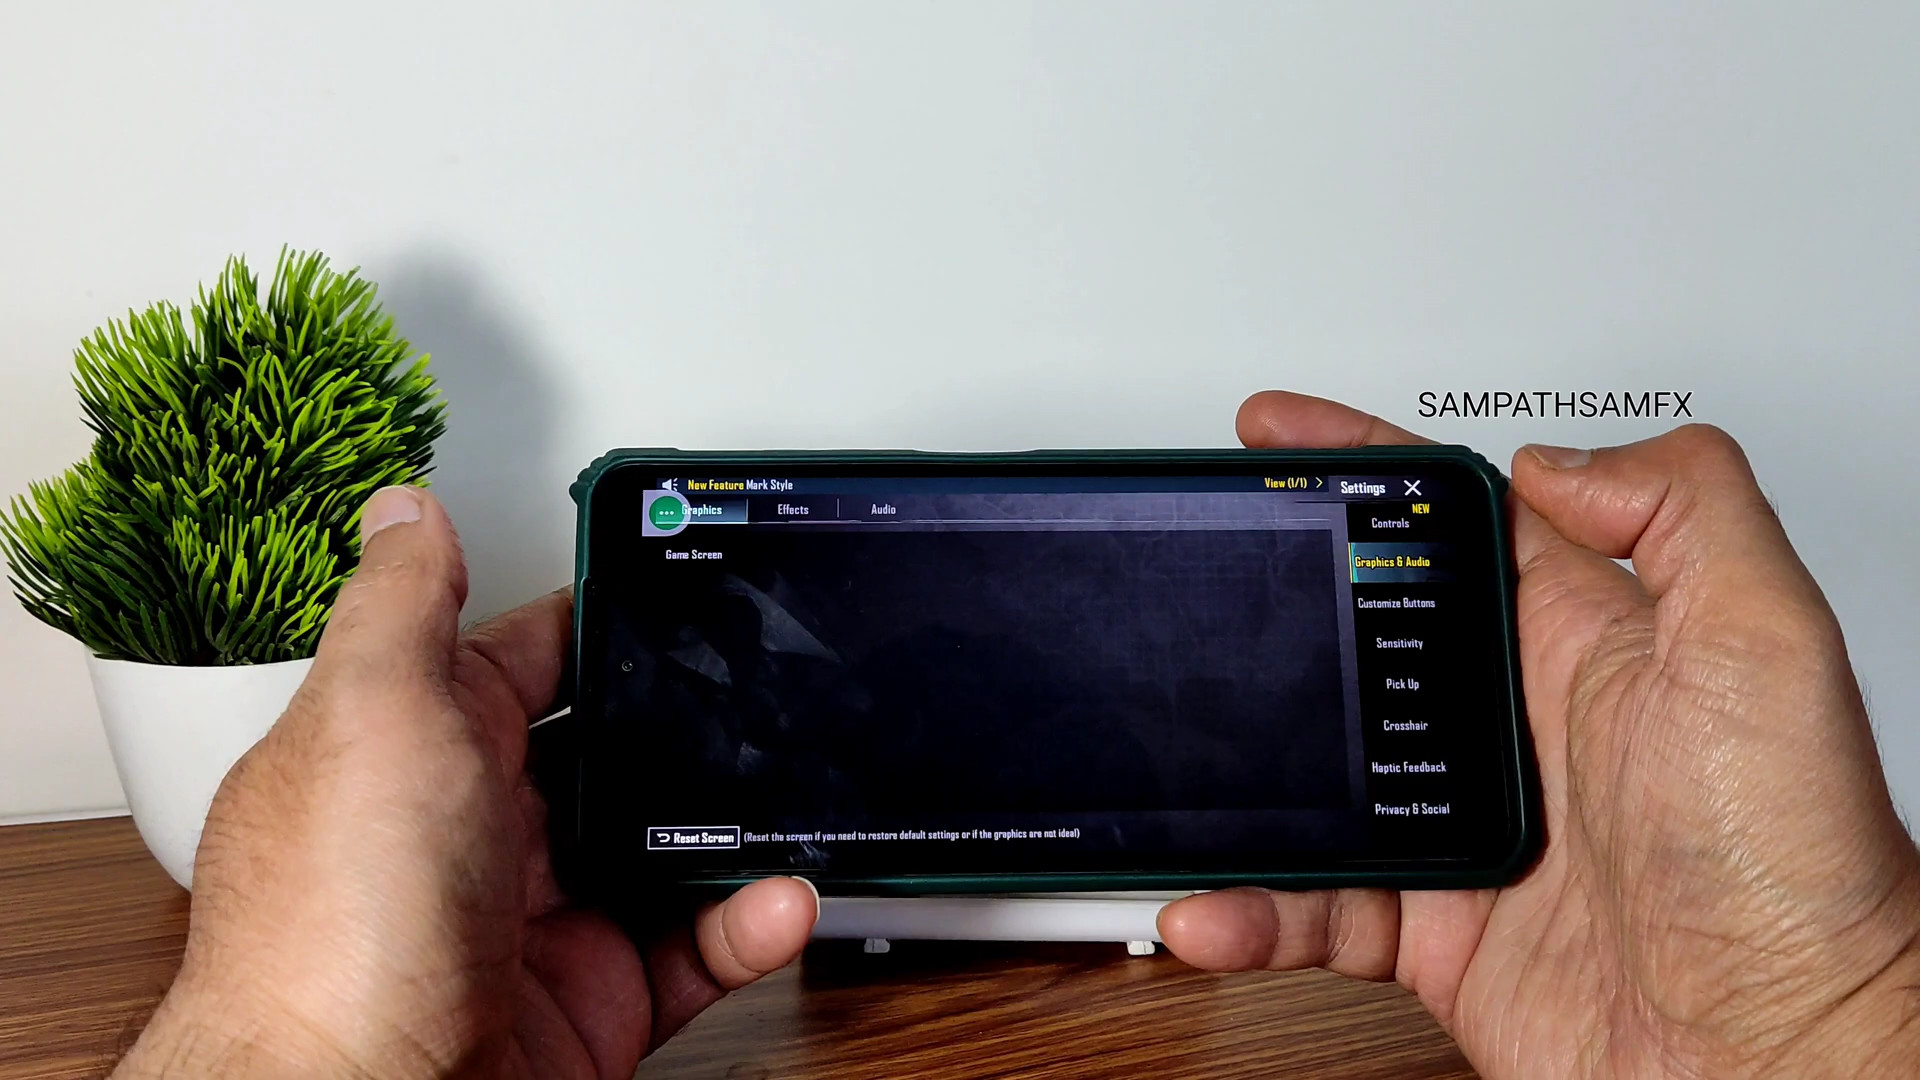 SAMPATHSAMFX
New Feature Mark Style
View (1/1)
Settings
Graphics
Effects
Audio
NEW
Controls
Game Screen
Graphics & Audio
Customize Buttons
Sensitivity
Pick Up
Crosshair
Haptic Feedback
Privacy & Social
Reset Screen (Reset the screen if you need to restore default settings or if the graphics are not ideal)